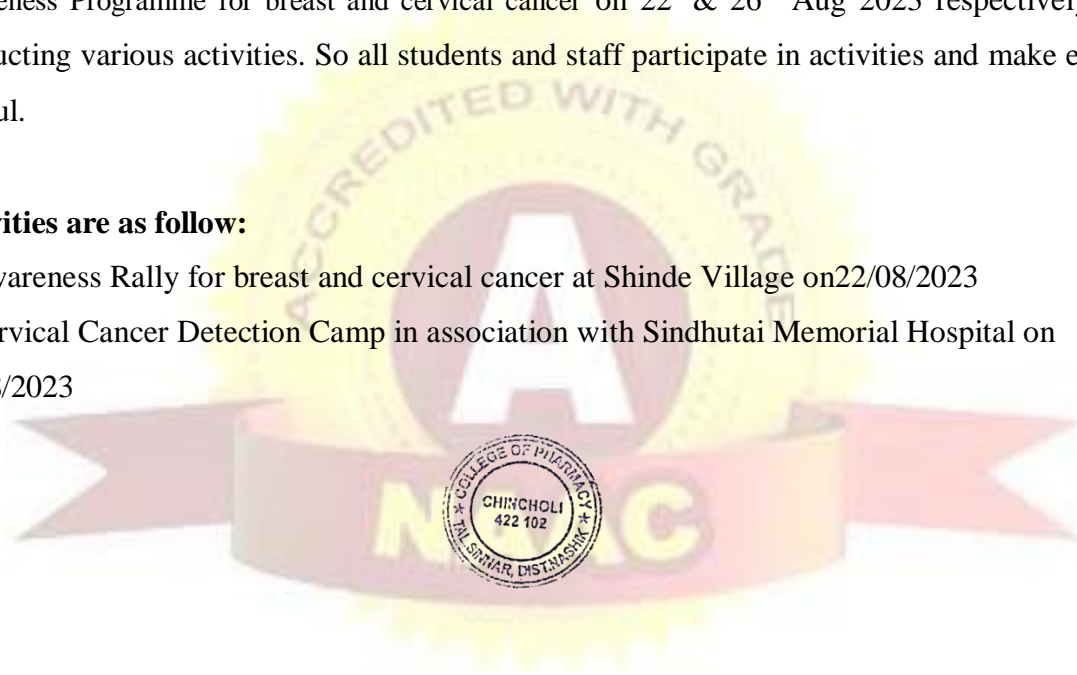 eness Programme for breast and cervical cancer on 22 & 26 Aug 2023 respectively
ucting various activities. So all students and staff participate in activities and make e
ul.
vities are as follow:
wareness Rally for breast and cervical cancer at Shinde Village on22/08/2023
rvical Cancer Detection Camp in association with Sindhutai Memorial Hospital on
/2023
ACCREDITED WITH GRADE
A
NAAC
COLLEGE OF PHARMACY
CHINCHOLI
422 102
TAL SINNAR, DIST.NASHIK